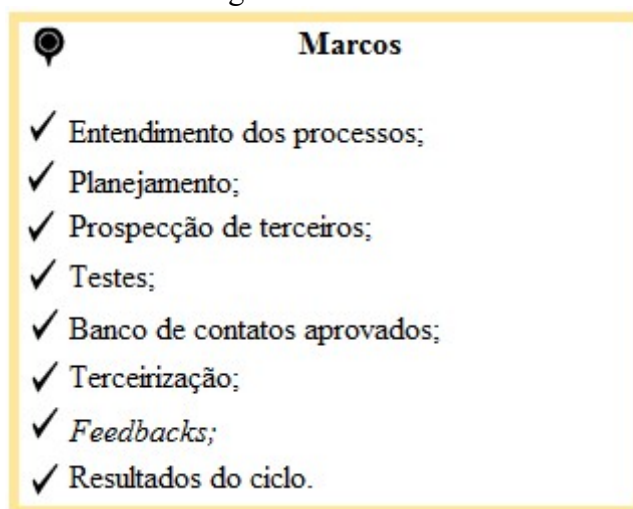 Marcos
Entendimento dos processos;
Planejamento;
Prospecção de terceiros;
Testes;
Banco de contatos aprovados;
Terceirização;
Feedbacks;
Resultados do ciclo.